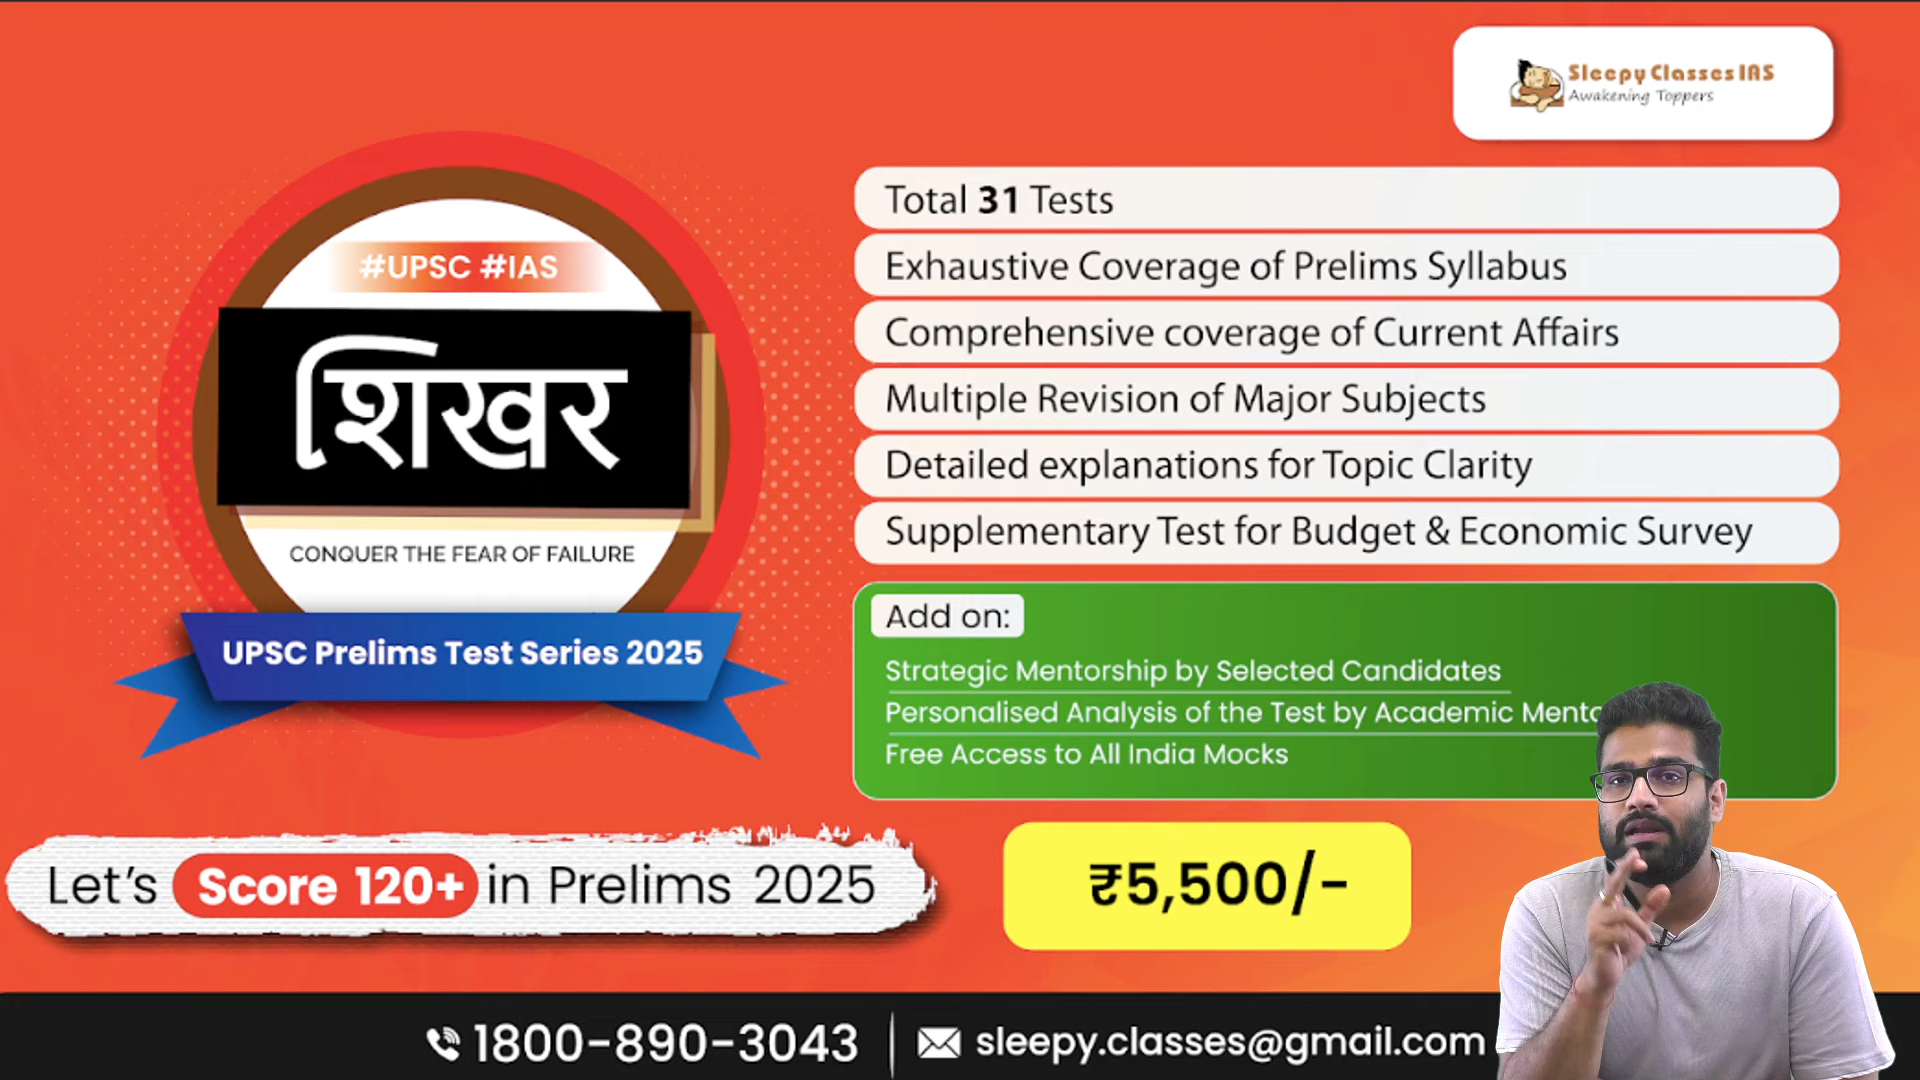 Sleepy Classes IAS
Awakening Toppers
#UPSC #IAS
शिखर
CONQUER THE FEAR OF FAILURE
UPSC Prelims Test Series 2025
Total 31 Tests
Exhaustive Coverage of Prelims Syllabus
Comprehensive coverage of Current Affairs
Multiple Revision of Major Subjects
Detailed explanations for Topic Clarity
Supplementary Test for Budget & Economic Survey
Add on:
Strategic Mentorship by Selected Candidates
Personalised Analysis of the Test by Academic
Free Access to All India Mocks
Let's Score 120+ in Prelims 2025
₹5,500/-
1800-890-3043
sleepy.classes@gmail.com